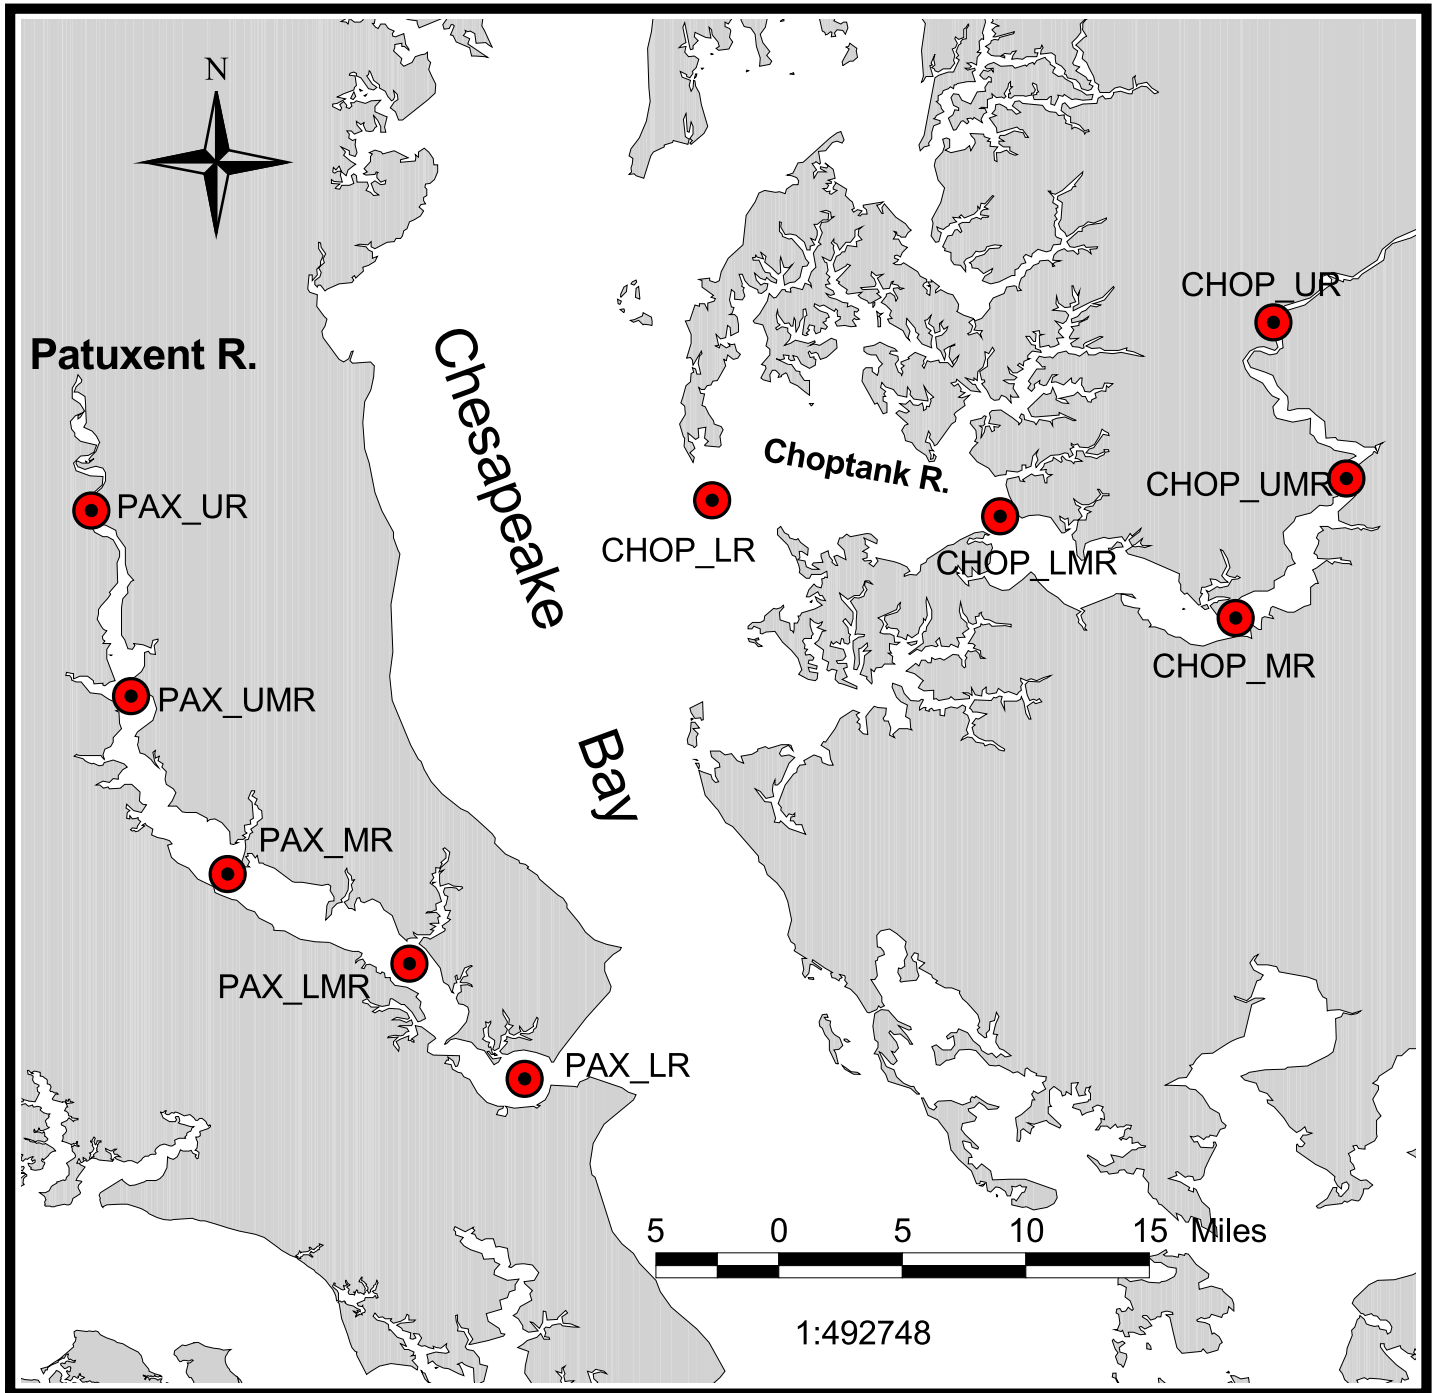 N
CHOP_UR
Patuxent R.
Chesapeake
Bay
Choptank R.
CHOP_UMR
PAX_UR
CHOP_LR
CHOP_LMR
CHOP_MR
PAX_UMR
PAX_MR
PAX_LMR
PAX_LR
5 0 5 10 15 Miles
1:492748